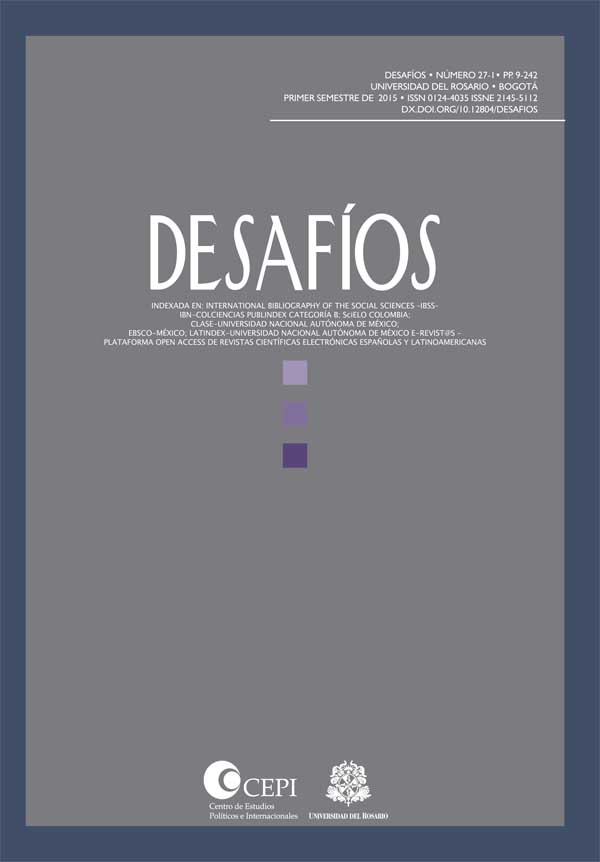 DESAFÍOS • NÚMERO 27-1 • PP. 9-242
UNIVERSIDAD DEL ROSARIO • BOGOTÁ
PRIMER SEMESTRE DE 2015 • ISSN 0124-4035 ISSNE 2145-5112
DX.DOI.ORG/10.12804/DESAFIOS
DESAFÍOS
INDEXADA EN: INTERNATIONAL BIBLIOGRAPHY OF THE SOCIAL SCIENCES -IBSS-
IBN-COLCIENCIAS PUBLINDEX CATEGORÍA B; SciELO COLOMBIA;
CLASE-UNIVERSIDAD NACIONAL AUTÓNOMA DE MÉXICO;
EBSCO-MÉXICO; LATINDEX-UNIVERSIDAD NACIONAL AUTÓNOMA DE MÉXICO E-REVIST@S -
PLATAFORMA OPEN ACCESS DE REVISTAS CIENTÍFICAS ELECTRÓNICAS ESPAÑOLAS Y LATINOAMERICANAS
CEPI
Centro de Estudios
Políticos e Internacionales
UNIVERSIDAD DEL ROSARIO